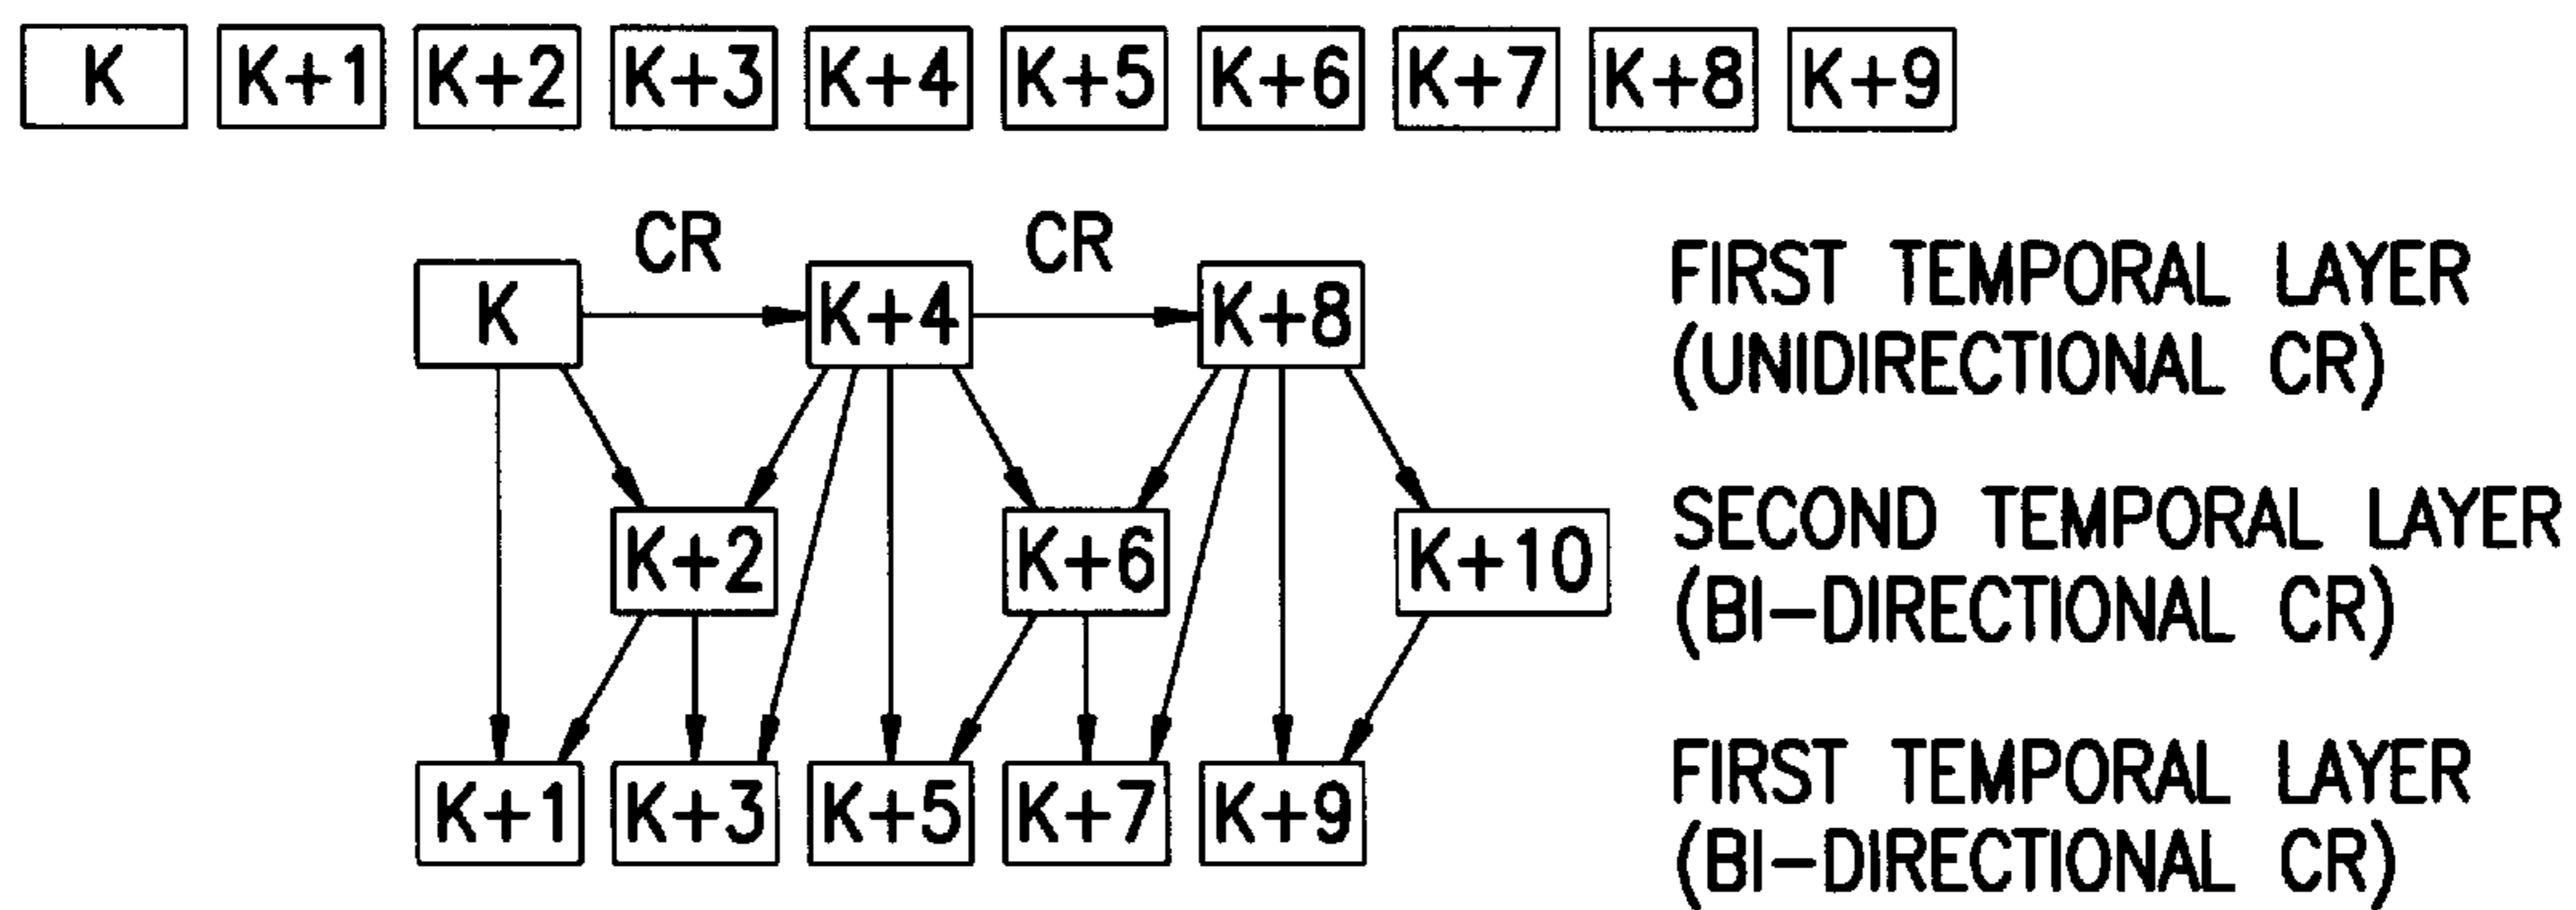 K K+1 K+2 K+3 K+4 K+5 K+6 K+7 K+8 K+9
CR CR
K K+4 K+8
FIRST TEMPORAL LAYER
(UNIDIRECTIONAL CR)
K+2 K+6 K+10
SECOND TEMPORAL LAYER
(BI-DIRECTIONAL CR)
K+1 K+3 K+5 K+7 K+9
FIRST TEMPORAL LAYER
(BI-DIRECTIONAL CR)